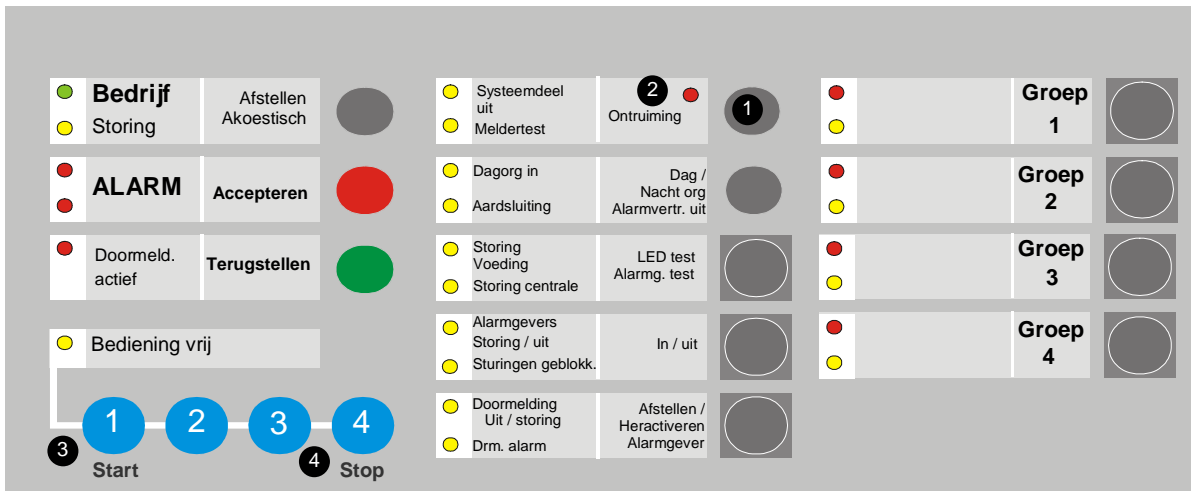 Bedrijf
Storing
Afstellen
Akoestisch
ALARM
Accepteren
Doormeld.
actief
Terugstellen
Bediening vrij
1
2
3
4
3
4
Start
Stop
Systeemdeel
uit
Meldertest
2
Ontruiming
1
Dagorg in
Aardsluiting
Dag /
Nacht org
Alarmvertr. uit
Storing
Voeding
Storing centrale
LED test
Alarmg. test
Alarmgevers
Storing / uit
Sturingen geblokk.
In / uit
Doormelding
Uit / storing
Drm. alarm
Afstellen /
Heractiveren
Alarmgever
Groep
1
Groep
2
Groep
3
Groep
4